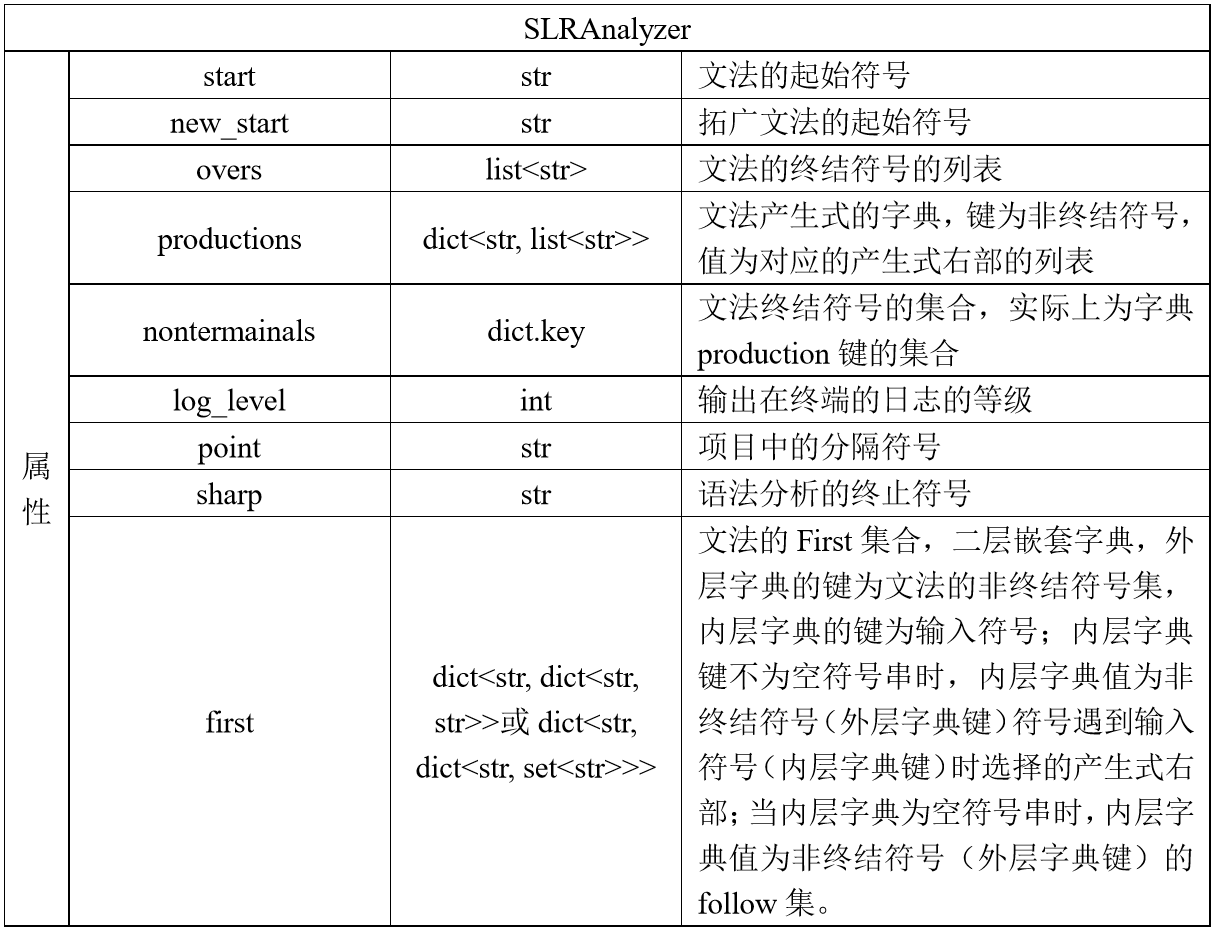 SLRAnalyzer
属
性
start str 文法的起始符号
new_start str 拓广文法的起始符号
overs list<str> 文法的终结符号的列表
productions dict<str, list<str>> 文法产生式的字典，键为非终结符号，
值为对应的产生式右部的列表
nontermainals dict.key 文法终结符号的集合，实际上为字典
production 键的集合
log_level int 输出在终端的日志的等级
point str 项目中的分隔符号
sharp str 语法分析的终止符号
first
dict<str, dict<str,
str>>或 dict<str,
dict<str, set<str>>>
文法的 First 集合，二层嵌套字典，外
层字典的键为文法的非终结符号集，
内层字典的键为输入符号；内层字典
键不为空符号串时，内层字典值为非
终结符号（外层字典键）符号遇到输入
符号（内层字典键）时选择的产生式右
部；当内层字典为空符号串时，内层字
典值为非终结符号（外层字典键）的
follow 集。